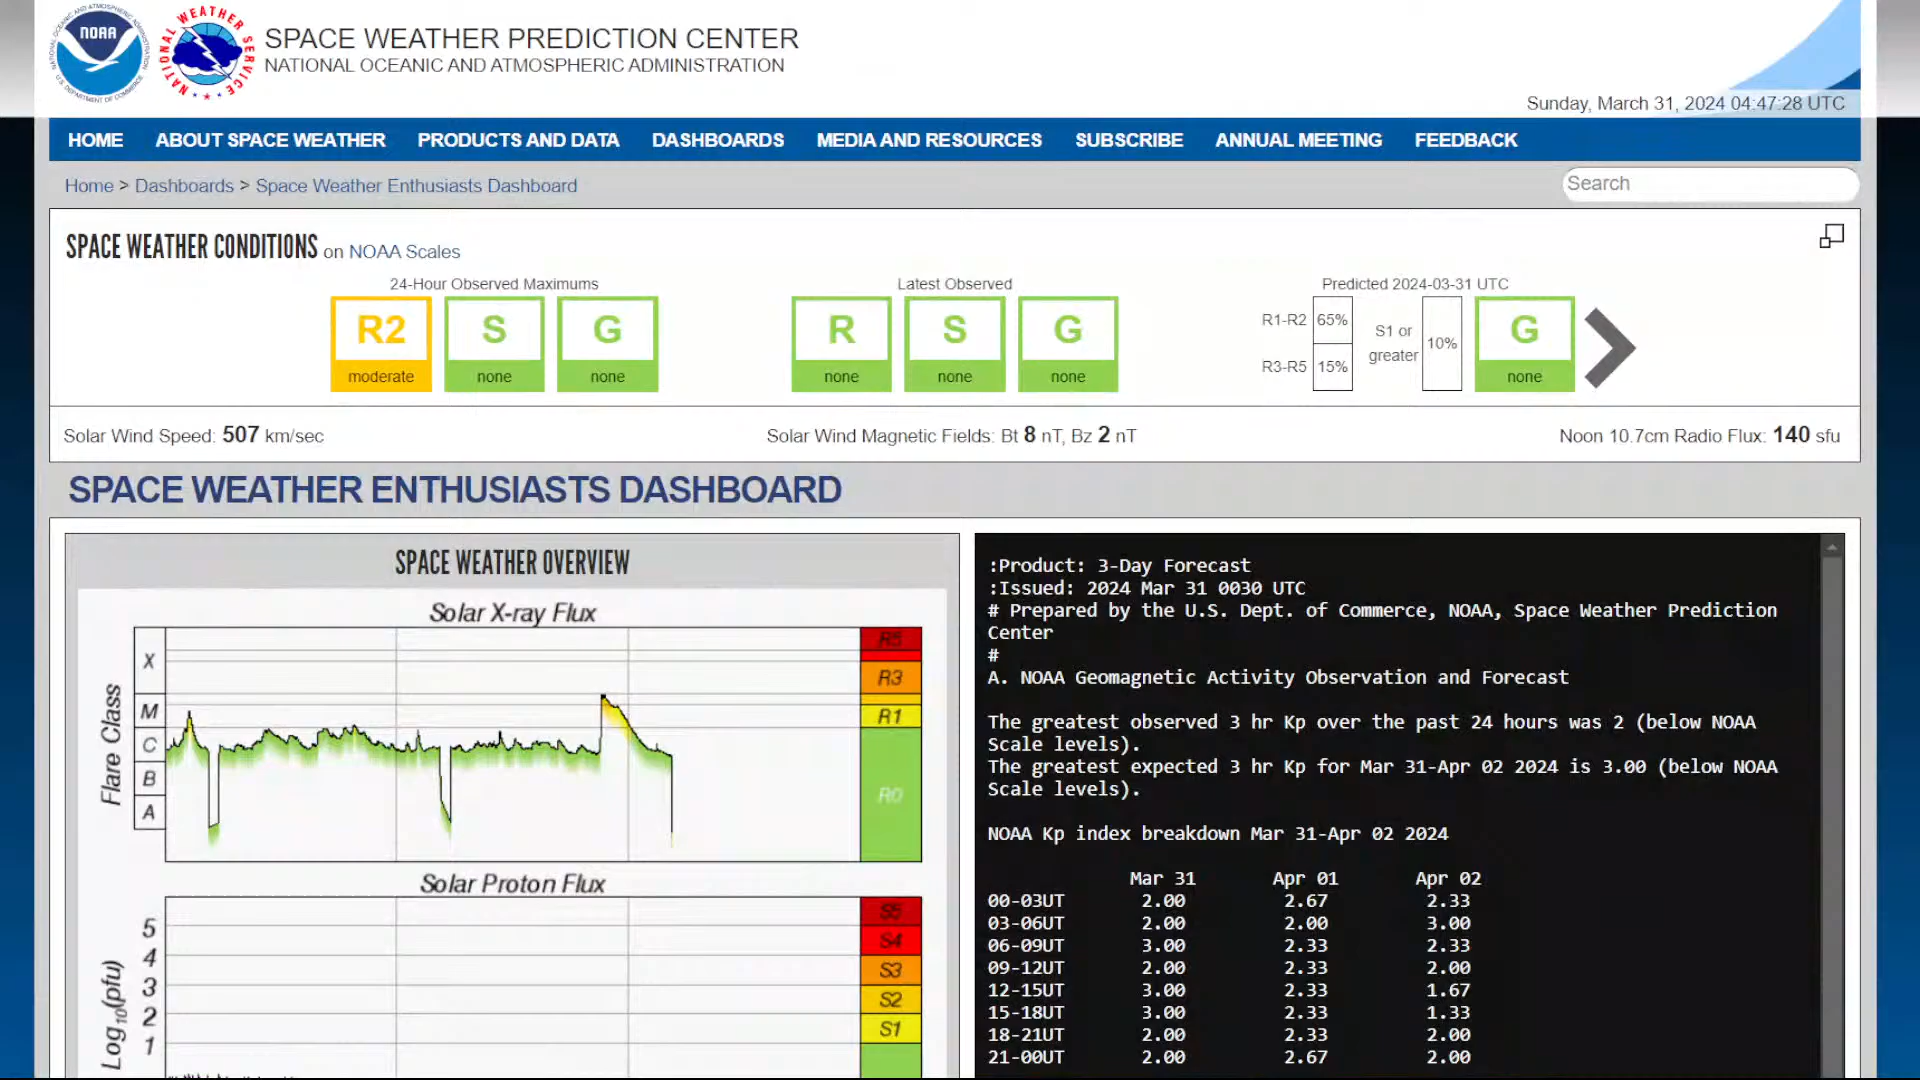 NOAA
NATIONAL WEATHER SERVICE
SPACE WEATHER PREDICTION CENTER
NATIONAL OCEANIC AND ATMOSPHERIC ADMINISTRATION
Sunday, March 31, 2024 04:47:28 UTC
HOME ABOUT SPACE WEATHER PRODUCTS AND DATA DASHBOARDS MEDIA AND RESOURCES SUBSCRIBE ANNUAL MEETING FEEDBACK
Home > Dashboards > Space Weather Enthusiasts Dashboard
Search
SPACE WEATHER CONDITIONS on NOAA Scales
24-Hour Observed Maximums
R2 S G
moderate none none
Latest Observed
R S G
none none none
Predicted 2024-03-31 UTC
R1-R2 65%
R3-R5 15%
S1 or
greater
10%
G
none
Solar Wind Speed: 507 km/sec
Solar Wind Magnetic Fields: Bt 8 nT, Bz 2 nT
Noon 10.7cm Radio Flux: 140 sfu
SPACE WEATHER ENTHUSIASTS DASHBOARD
SPACE WEATHER OVERVIEW
Solar X-ray Flux
Flare Class
X
M
C
B
A
R5
R3
R1
R0
Solar Proton Flux
Log10(pfu)
5
4
3
2
1
S5
S4
S3
S2
S1
:Product: 3-Day Forecast
:Issued: 2024 Mar 31 0030 UTC
# Prepared by the U.S. Dept. of Commerce, NOAA, Space Weather Prediction
Center
#
A. NOAA Geomagnetic Activity Observation and Forecast
The greatest observed 3 hr Kp over the past 24 hours was 2 (below NOAA
Scale levels).
The greatest expected 3 hr Kp for Mar 31-Apr 02 2024 is 3.00 (below NOAA
Scale levels).
NOAA Kp index breakdown Mar 31-Apr 02 2024
Mar 31 Apr 01 Apr 02
00-03UT 2.00 2.67 2.33
03-06UT 2.00 2.00 3.00
06-09UT 3.00 2.33 2.33
09-12UT 2.00 2.33 2.00
12-15UT 3.00 2.33 1.67
15-18UT 3.00 2.33 1.33
18-21UT 2.00 2.33 2.00
21-00UT 2.00 2.67 2.00